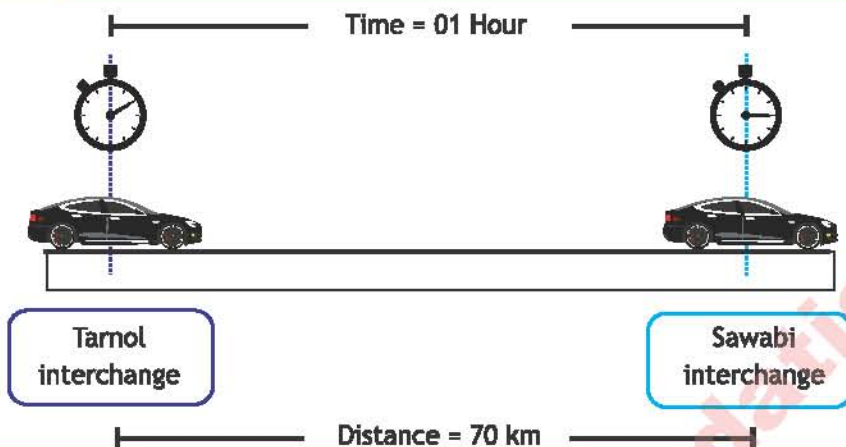 Time = 01 Hour
Tarnol
interchange
Sawabi
interchange
Distance = 70 km